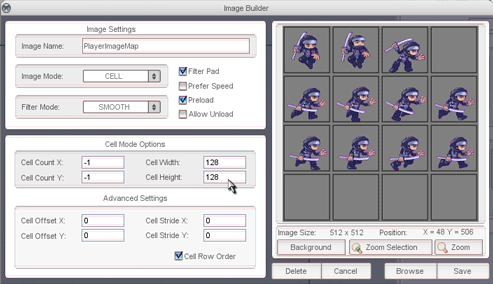 Image Builder
Image Settings
Image Name: PlayerImageMap
Image Mode: CELL
Filter Mode: SMOOTH
Filter Pad
Prefer Speed
Preload
Allow Unload
Cell Mode Options
Cell Count X: -1 Cell Width: 128
Cell Count Y: -1 Cell Height: 128
Advanced Settings
Cell Offset X: 0 Cell Stride X: 0
Cell Offset Y: 0 Cell Stride Y: 0
Cell Row Order
Image Size: 512 x 512 Position: X = 48 Y = 506
Background Zoom Selection Zoom
Delete Cancel Browse Save